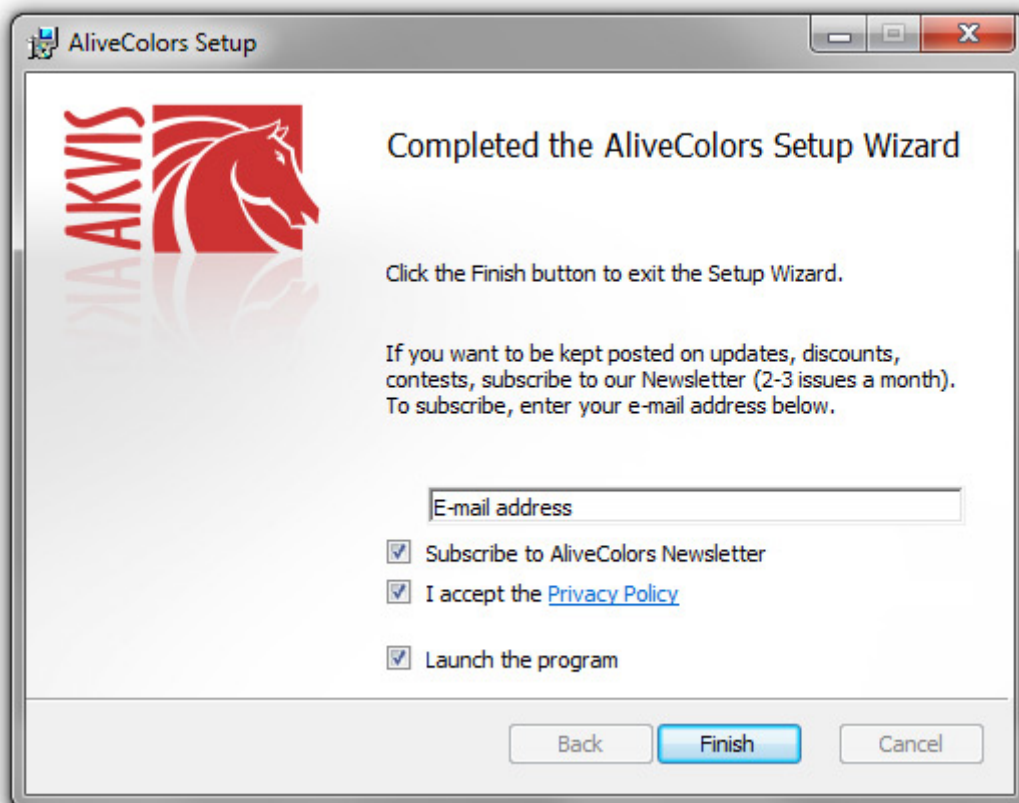 AliveColors Setup
AKVIS
Completed the AliveColors Setup Wizard
Click the Finish button to exit the Setup Wizard.
If you want to be kept posted on updates, discounts,
contests, subscribe to our Newsletter (2-3 issues a month).
To subscribe, enter your e-mail address below.
E-mail address
Subscribe to AliveColors Newsletter
I accept the Privacy Policy
Launch the program
Back
Finish
Cancel